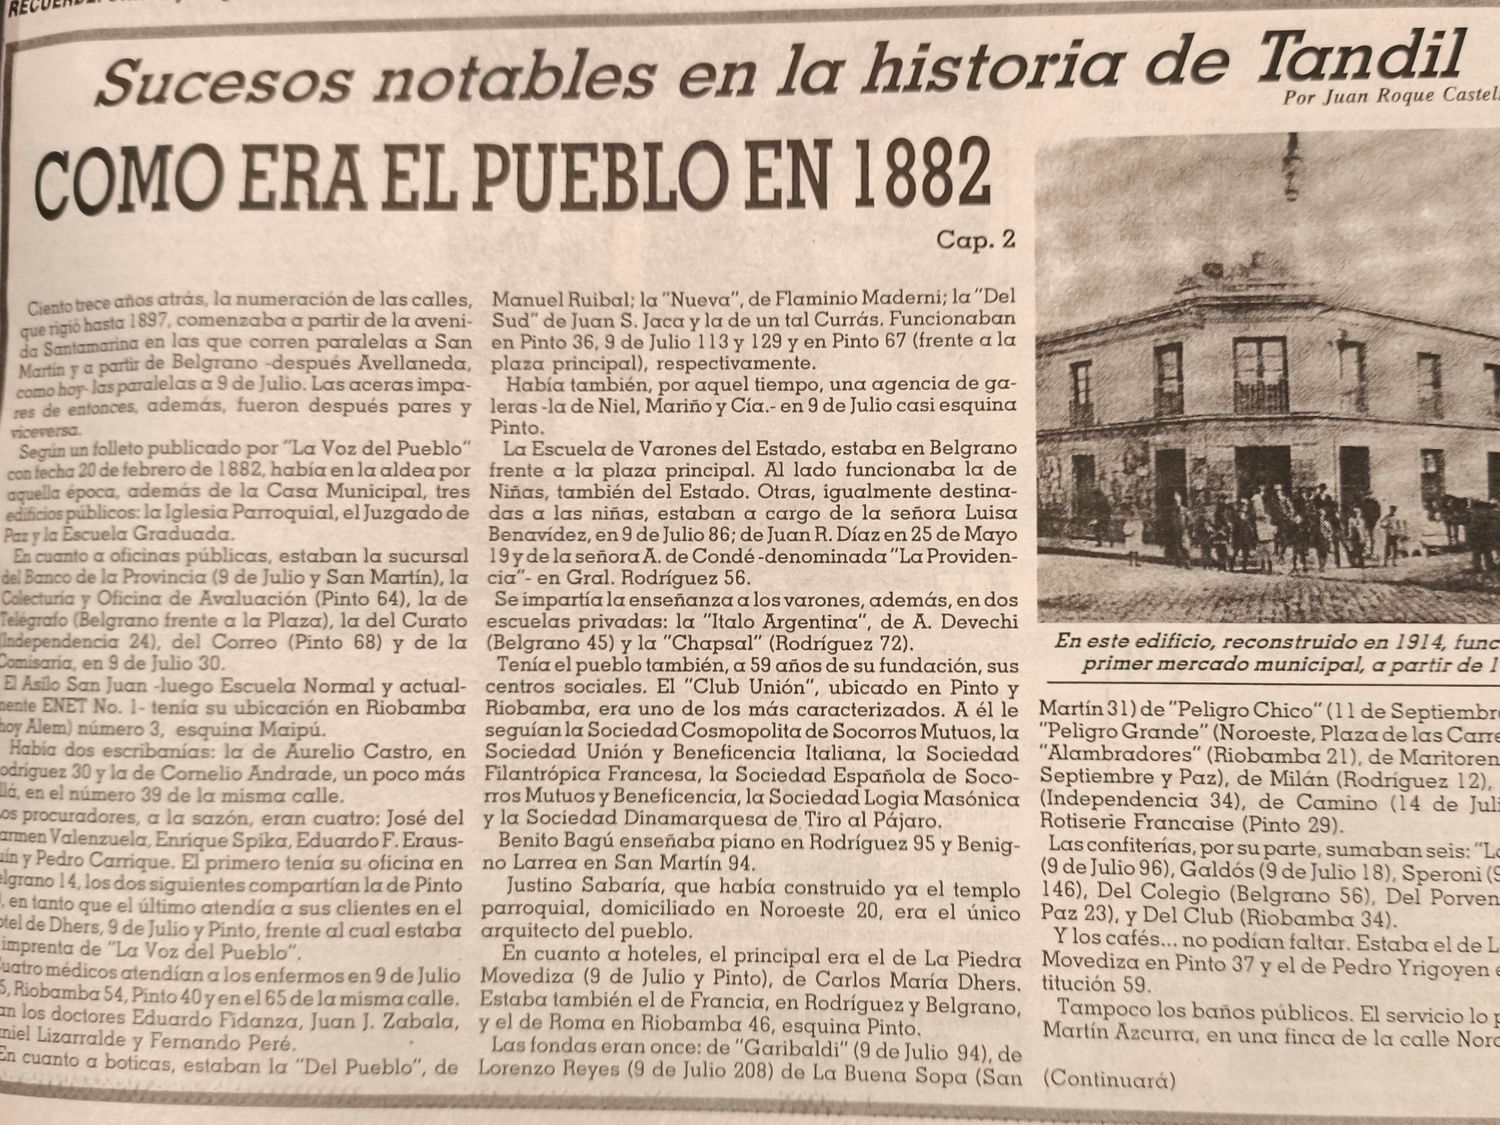 Sucesos notables en la historia de Tandil
Por Juan Roque
COMO ERA EL PUEBLO EN 1882
Cap. 2
Ciento trece años atrás, la numeración de las calles,
que rigió hasta 1897, comenzaba a partir de la aveni-
da Santamarina en las que corren paralelas a San
Martín y a partir de Belgrano -después Avellaneda,
como hoy- las paralelas a 9 de Julio. Las aceras impa-
res de entonces, además, fueron después pares y
viceversa.
Según un folleto publicado por "La Voz del Pueblo"
con fecha 20 de febrero de 1882, había en la aldea por
aquella época, además de la Casa Municipal, tres
edificios públicos: la Iglesia Parroquial, el Juzgado de
Paz y la Escuela Graduada.
En cuanto a oficinas públicas, estaban la sucursal
del Banco de la Provincia (9 de Julio y San Martín), la
Colecturía y Oficina de Avaluación (Pinto 64), la de
Telégrafo (Belgrano frente a la Plaza), la del Curato
(Independencia 24), del Correo (Pinto 68) y de la
Comisaría, en 9 de Julio 30.
El Asilo San Juan -luego Escuela Normal y actual-
mente ENET No. 1- tenía su ubicación en Riobamba
hoy Alem) número 3, esquina Maipú.
Había dos escribanías: la de Aurelio Castro, en
30 y la de Cornelio Andrade, un poco más
en el número 39 de la misma calle.
procuradores, a la sazón, eran cuatro: José del
Valenzuela, Enrique Spika, Eduardo F. Eraus-
y Pedro Carrique. El primero tenía su oficina en
14, los dos siguientes compartían la de Pinto
, en tanto que el último atendía a sus clientes en el
de Dhers, 9 de Julio y Pinto, frente al cual estaba
imprenta de "La Voz del Pueblo".
médicos atendían a los enfermos en 9 de Julio
Riobamba 54, Pinto 40 y en el 65 de la misma calle.
los doctores Eduardo Fidanza, Juan J. Zabala,
Lizarralde y Fernando Peré.
En cuanto a boticas, estaban la "Del Pueblo", de
Manuel Ruibal; la "Nueva", de Flaminio Maderni; la "Del
Sud" de Juan S. Jaca y la de un tal Currás. Funcionaban
en Pinto 36, 9 de Julio 113 y 129 y en Pinto 67 (frente a la
plaza principal), respectivamente.
Había también, por aquel tiempo, una agencia de ga-
leras -la de Niel, Mariño y Cía.- en 9 de Julio casi esquina
Pinto.
La Escuela de Varones del Estado, estaba en Belgrano
frente a la plaza principal. Al lado funcionaba la de
Niñas, también del Estado. Otras, igualmente destina-
das a las niñas, estaban a cargo de la señora Luisa
Benavídez, en 9 de Julio 86; de Juan R. Díaz en 25 de Mayo
19 y de la señora A. de Condé -denominada "La Providen-
cia"- en Gral. Rodríguez 56.
Se impartía la enseñanza a los varones, además, en dos
escuelas privadas: la "Italo Argentina", de A. Devechi
(Belgrano 45) y la "Chapsal" (Rodríguez 72).
Tenía el pueblo también, a 59 años de su fundación, sus
centros sociales. El "Club Unión", ubicado en Pinto y
Riobamba, era uno de los más caracterizados. A él le
seguían la Sociedad Cosmopolita de Socorros Mutuos, la
Sociedad Unión y Beneficencia Italiana, la Sociedad
Filantrópica Francesa, la Sociedad Española de Soco-
rros Mutuos y Beneficencia, la Sociedad Logia Masónica
y la Sociedad Dinamarquesa de Tiro al Pájaro.
Benito Bagú enseñaba piano en Rodríguez 95 y Benig-
no Larrea en San Martín 94.
Justino Sabaría, que había construido ya el templo
parroquial, domiciliado en Noroeste 20, era el único
arquitecto del pueblo.
En cuanto a hoteles, el principal era el de La Piedra
Movediza (9 de Julio y Pinto), de Carlos María Dhers.
Estaba también el de Francia, en Rodríguez y Belgrano,
y el de Roma en Riobamba 46, esquina Pinto.
Las fondas eran once: de "Garibaldi" (9 de Julio 94), de
Lorenzo Reyes (9 de Julio 208) de La Buena Sopa (San
En este edificio, reconstruido en 1914,
primer mercado municipal, a partir de
Martín 31) de "Peligro Chico" (11 de Septiembre
"Peligro Grande" (Noroeste, Plaza de las
"Alambradores" (Riobamba 21), de
Septiembre y Paz), de Milán (Rodríguez 12),
(Independencia 34), de Camino (14 de
Rotiserie Francaise (Pinto 29).
Las confiterías, por su parte, sumaban seis:
(9 de Julio 96), Galdós (9 de Julio 18), Speroni
146), Del Colegio (Belgrano 56), Del
Paz 23), y Del Club (Riobamba 34).
Y los cafés... no podían faltar. Estaba el de
Movediza en Pinto 37 y el de Pedro Yrigoyen
titución 59.
Tampoco los baños públicos. El servicio lo
Martín Azcurra, en una finca de la calle
(Continuará)